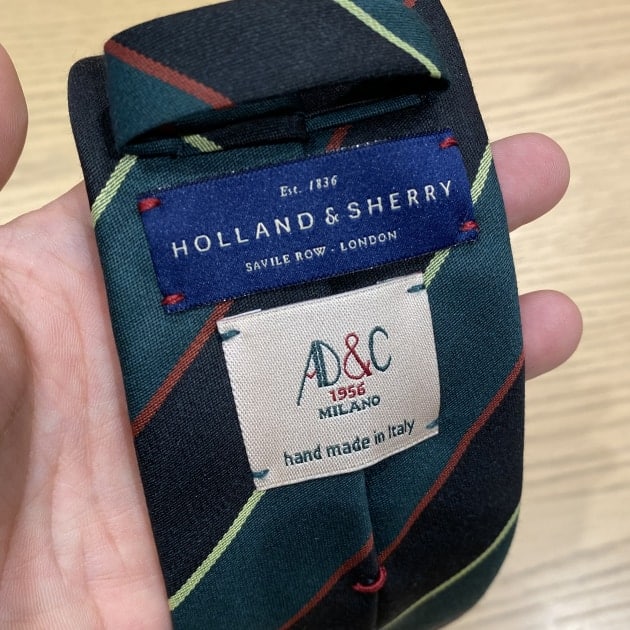 Est. 1836
HOLLAND & SHERRY
SAVILE ROW - LONDON
AD&C
1956
MILANO
hand made in Italy